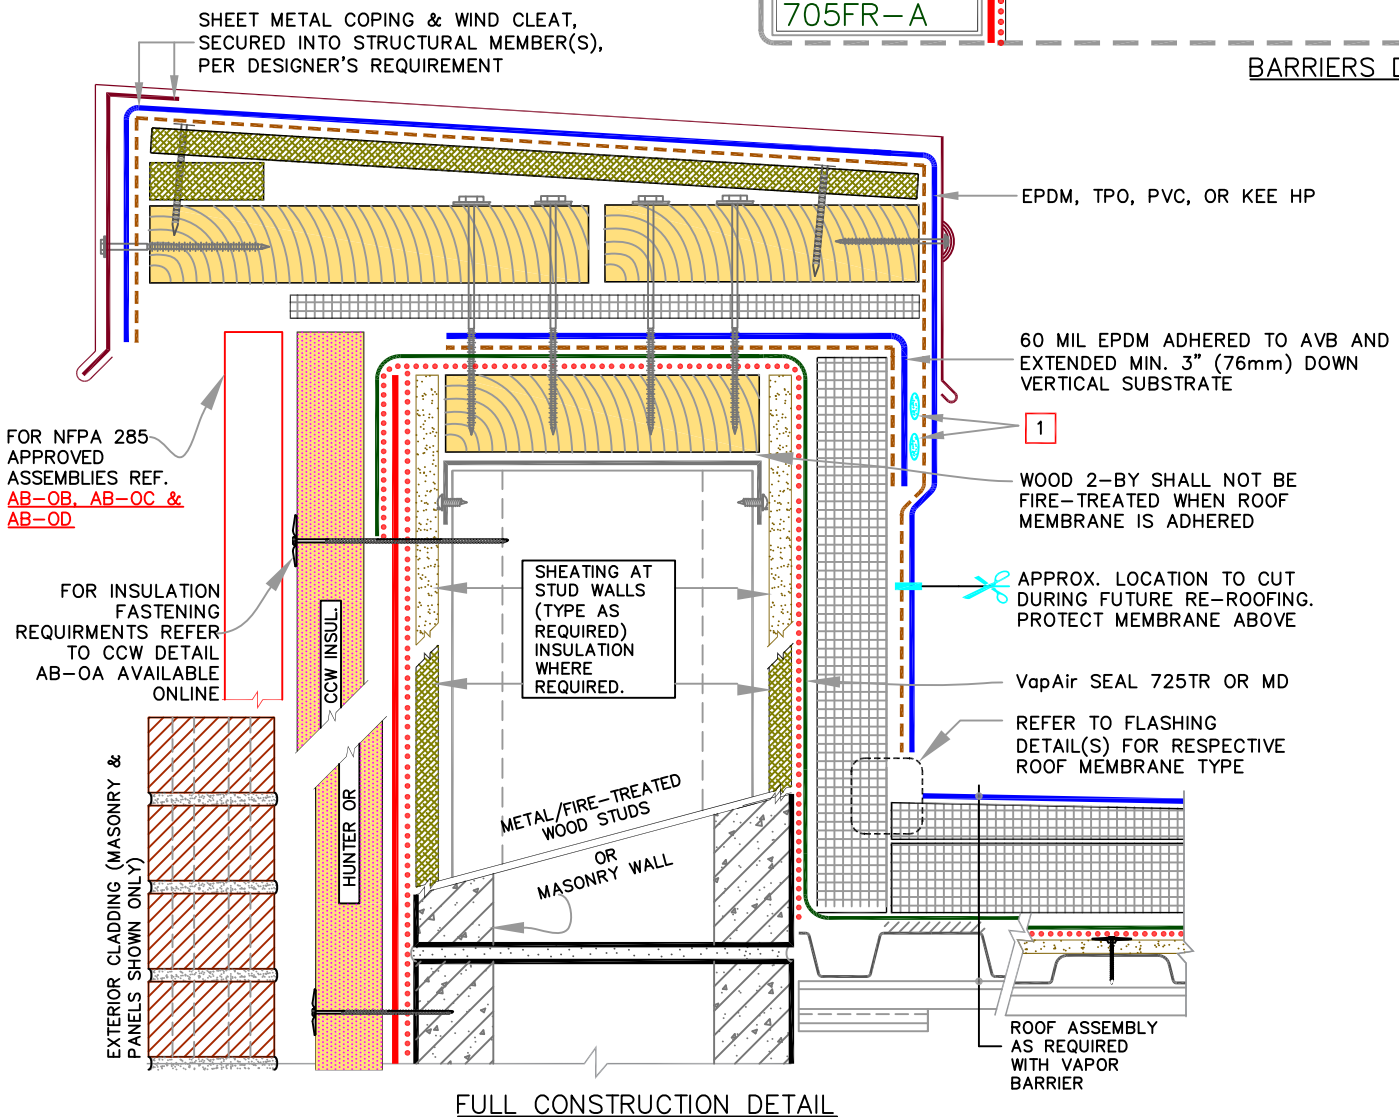 705FR-A
BARRIERS D
SHEET METAL COPING & WIND CLEAT,
SECURED INTO STRUCTURAL MEMBER(S),
PER DESIGNER'S REQUIREMENT
EPDM, TPO, PVC, OR KEE HP
60 MIL EPDM ADHERED TO AVB AND
EXTENDED MIN. 3" (76mm) DOWN
VERTICAL SUBSTRATE
1
WOOD 2-BY SHALL NOT BE
FIRE-TREATED WHEN ROOF
MEMBRANE IS ADHERED
APPROX. LOCATION TO CUT
DURING FUTURE RE-ROOFING.
PROTECT MEMBRANE ABOVE
VapAir SEAL 725TR OR MD
REFER TO FLASHING
DETAIL(S) FOR RESPECTIVE
ROOF MEMBRANE TYPE
FOR NFPA 285
APPROVED
ASSEMBLIES REF.
AB-OB, AB-OC &
AB-OD
FOR INSULATION
FASTENING
REQUIRMENTS REFER
TO CCW DETAIL
AB-OA AVAILABLE
ONLINE
SHEATING AT
STUD WALLS
(TYPE AS
REQUIRED)
INSULATION
WHERE
REQUIRED.
CCW INSUL.
HUNTER OR
METAL/FIRE-TREATED
WOOD STUDS
OR
MASONRY WALL
EXTERIOR CLADDING (MASONRY &
PANELS SHOWN ONLY)
ROOF ASSEMBLY
AS REQUIRED
WITH VAPOR
BARRIER
FULL CONSTRUCTION DETAIL